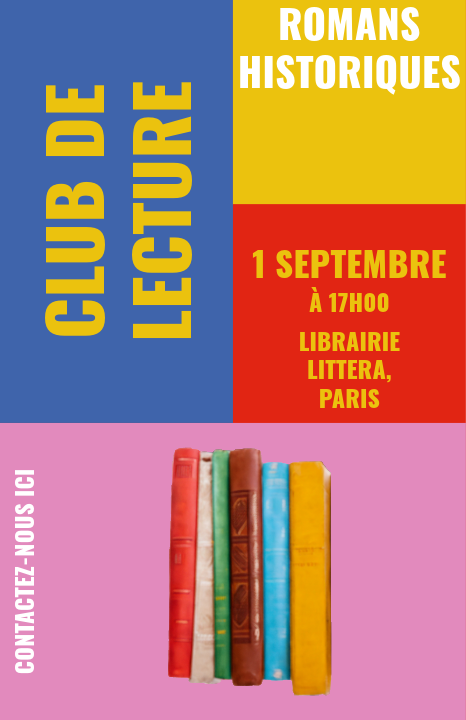 CLUB DE
LECTURE
ROMANS
HISTORIQUES
1 SEPTEMBRE
À 17H00
LIBRAIRIE
LITTERA,
PARIS
CONTACTEZ-NOUS ICI